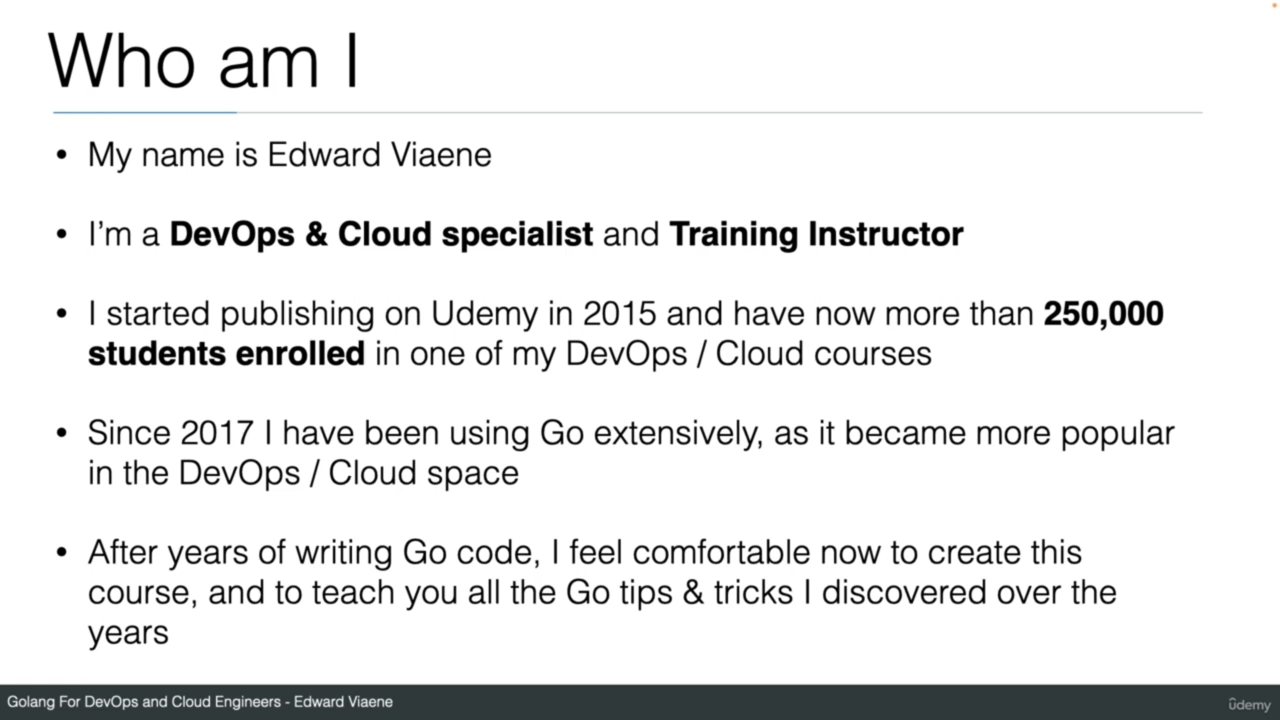 Who am I
• My name is Edward Viaene
• I'm a DevOps & Cloud specialist and Training Instructor
• I started publishing on Udemy in 2015 and have now more than 250,000
students enrolled in one of my DevOps / Cloud courses
• Since 2017 I have been using Go extensively, as it became more popular
in the DevOps / Cloud space
• After years of writing Go code, I feel comfortable now to create this
course, and to teach you all the Go tips & tricks I discovered over the
years
Golang For DevOps and Cloud Engineers - Edward Viaene
ûdemy